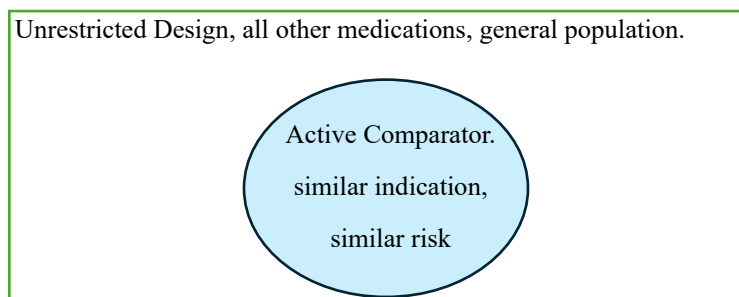 Unrestricted Design, all other medications, general population.
Active Comparator.
similar indication,
similar risk